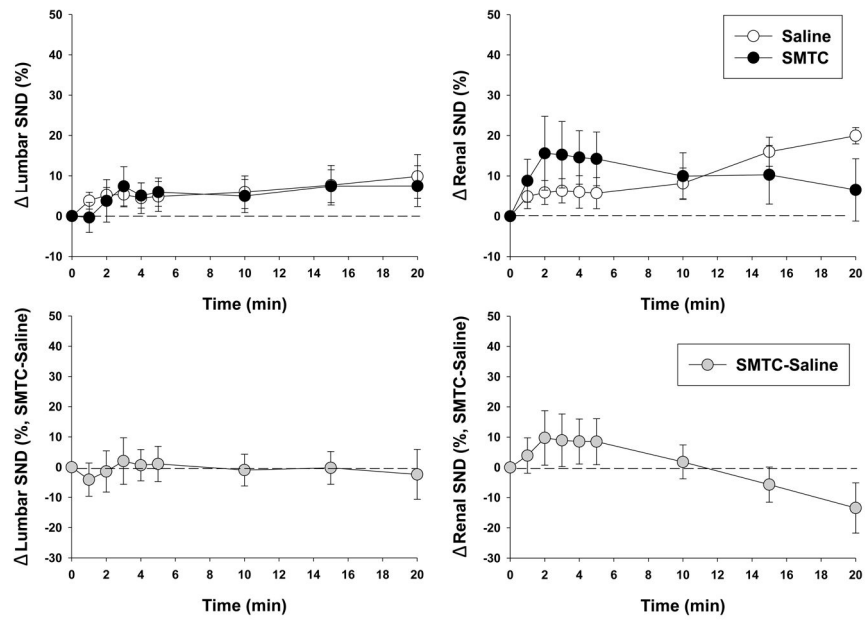 Δ Lumbar SND (%)
50
40
30
20
10
0
-10
0 2 4 6 8 10 12 14 16 18 20
Time (min)
Δ Renal SND (%)
50
40
30
20
10
0
-10
0 2 4 6 8 10 12 14 16 18 20
Time (min)
Saline
SMTC
Δ Lumbar SND (%, SMTC-Saline)
50
40
30
20
10
0
-10
-20
-30
0 2 4 6 8 10 12 14 16 18 20
Time (min)
Δ Renal SND (%, SMTC-Saline)
50
40
30
20
10
0
-10
-20
-30
0 2 4 6 8 10 12 14 16 18 20
Time (min)
SMTC-Saline